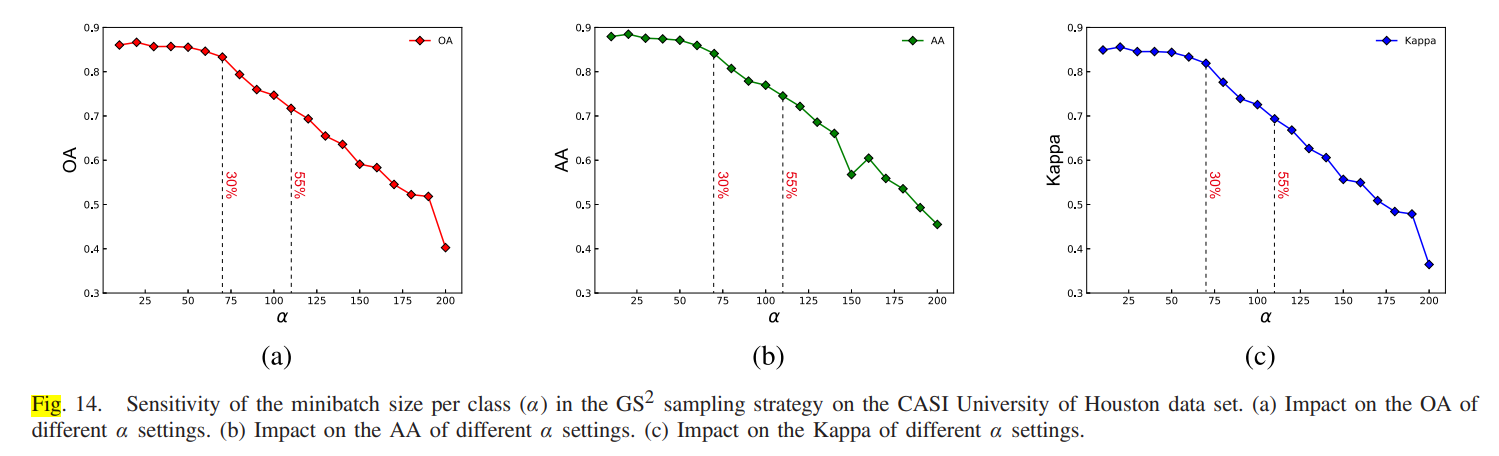 0.9
0.8
0.7
0.6
0.5
0.4
0.3
OA
OA
30%
55%
25 50 75 100 125 150 175 200
α
(a)
0.9
0.8
0.7
0.6
0.5
0.4
0.3
AA
AA
30%
55%
25 50 75 100 125 150 175 200
α
(b)
0.9
0.8
0.7
0.6
0.5
0.4
0.3
Kappa
Kappa
30%
55%
25 50 75 100 125 150 175 200
α
(c)
Fig. 14. Sensitivity of the minibatch size per class (α) in the GS² sampling strategy on the CASI University of Houston data set. (a) Impact on the OA of
different α settings. (b) Impact on the AA of different α settings. (c) Impact on the Kappa of different α settings.